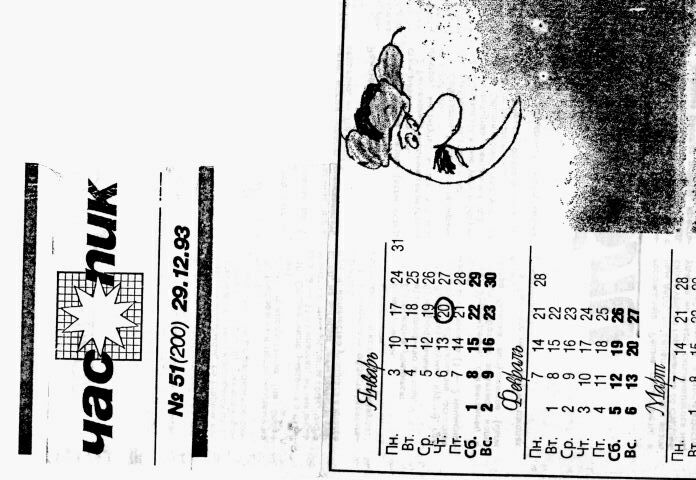 час пик
№ 51(200) 29.12.93
Январь
Пн. 3 10 17 24 31
Вт. 4 11 18 25
Ср. 5 12 19 26
Чт. 6 13 20 27
Пт. 7 14 21 28
Сб. 1 8 15 22 29
Вс. 2 9 16 23 30
Февраль
Пн. 7 14 21 28
Вт. 1 8 15 22
Ср. 2 9 16 23
Чт. 3 10 17 24
Пт. 4 11 18 25
Сб. 5 12 19 26
Вс. 6 13 20 27
Март
Пн. 7 14 21 28
Вт. 1 8 15